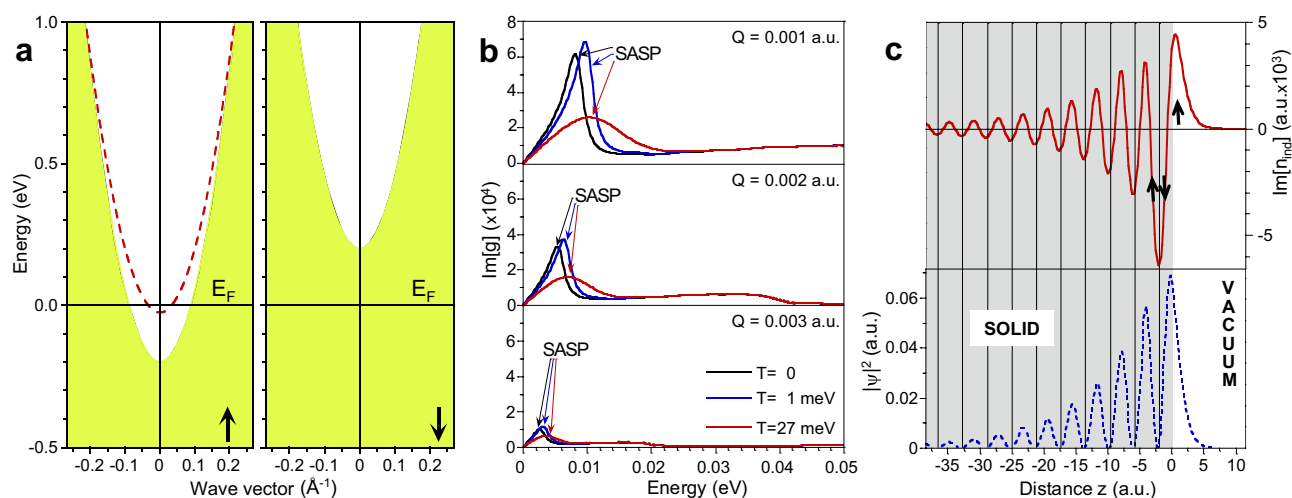 a
Energy (eV)
1.0
0.5
0.0
-0.5
E_F
E_F
-0.2
-0.1
0
0.1
0.2
-0.2
-0.1
0
0.1
0.2
Wave vector (Å⁻¹)
b
Im[g] (x10⁴)
8
6
4
2
0
SASP
Q = 0.001 a.u.
6
4
2
0
SASP
Q = 0.002 a.u.
6
4
2
0
SASP
Q = 0.003 a.u.
T= 0
T= 1 meV
T=27 meV
0
0.01
0.02
0.03
0.04
0.05
Energy (eV)
c
5
0
-5
Im[n_ind] (a.u.x10³)
|ψ|² (a.u.)
0.06
0.04
0.02
0
SOLID
VACUUM
-35
-30
-25
-20
-15
-10
-5
0
5
10
Distance z (a.u.)